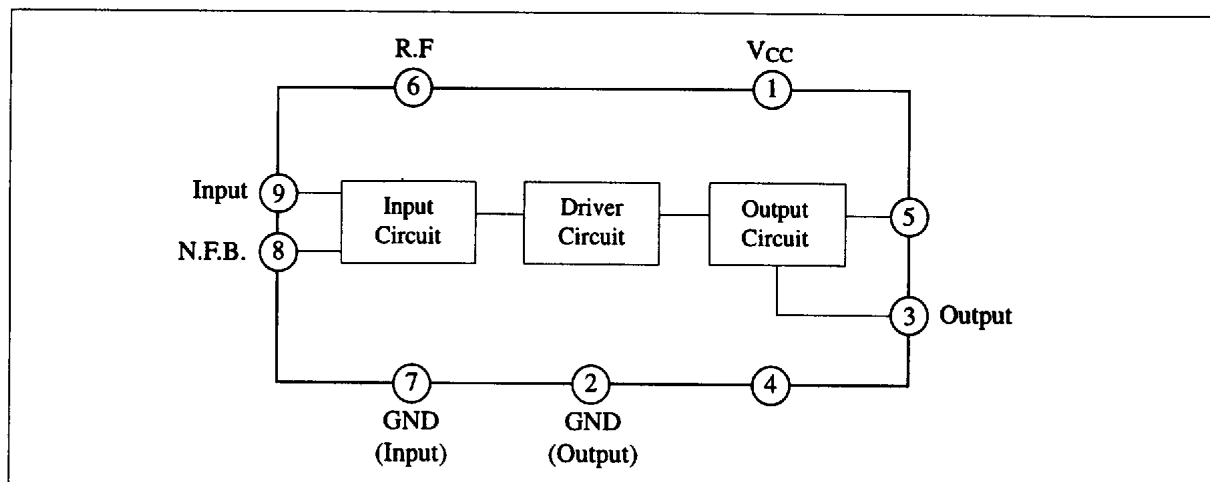 R.F
6
VCC
1
Input
9
N.F.B.
8
Input
Circuit
Driver
Circuit
Output
Circuit
5
3
Output
7
GND
(Input)
2
GND
(Output)
4